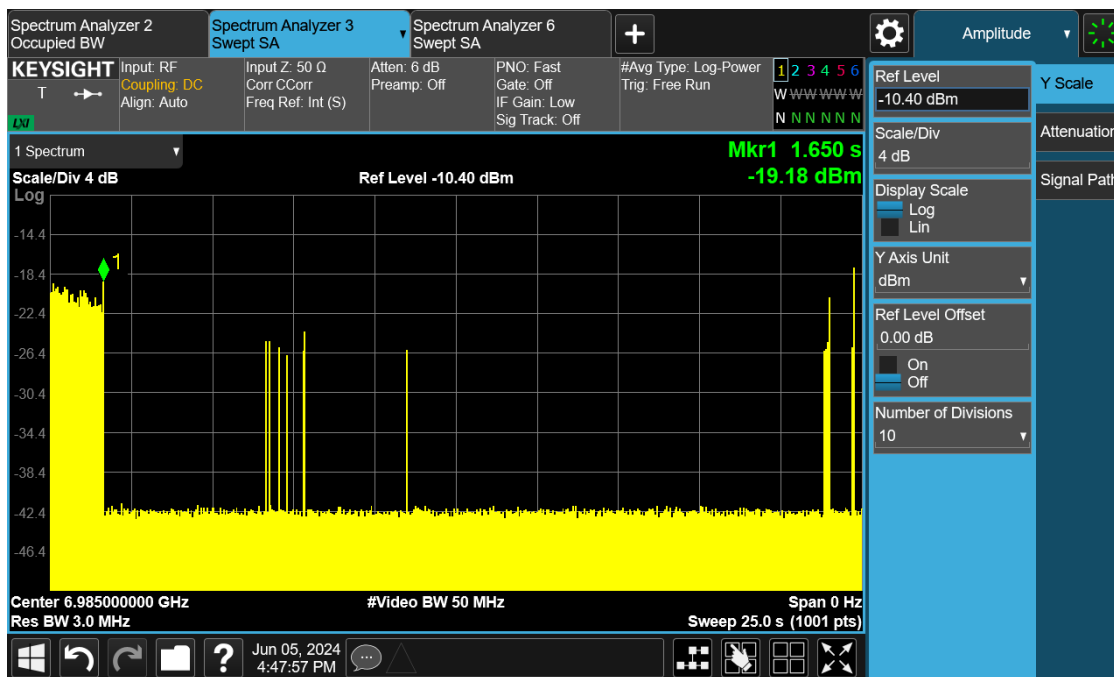 Spectrum Analyzer 2
Occupied BW
Spectrum Analyzer 3
Swept SA
Spectrum Analyzer 6
Swept SA
Amplitude
KEYSIGHT
T
LXI
Input: RF
Coupling: DC
Align: Auto
Input Z: 50 Ω
Corr CCorr
Freq Ref: Int (S)
Atten: 6 dB
Preamp: Off
PNO: Fast
Gate: Off
IF Gain: Low
Sig Track: Off
#Avg Type: Log-Power
Trig: Free Run
1 2 3 4 5 6
W W W W W W
N N N N N N
1 Spectrum
Mkr1 1.650 s
Scale/Div 4 dB
Ref Level -10.40 dBm
-19.18 dBm
Log
1
-14.4
-18.4
-22.4
-26.4
-30.4
-34.4
-38.4
-42.4
-46.4
Center 6.985000000 GHz
#Video BW 50 MHz
Span 0 Hz
Res BW 3.0 MHz
Sweep 25.0 s (1001 pts)
Ref Level
-10.40 dBm
Scale/Div
4 dB
Display Scale
Log
Lin
Y Axis Unit
dBm
Ref Level Offset
0.00 dB
On
Off
Number of Divisions
10
Y Scale
Attenuation
Signal Path
?
Jun 05, 2024
4:47:57 PM